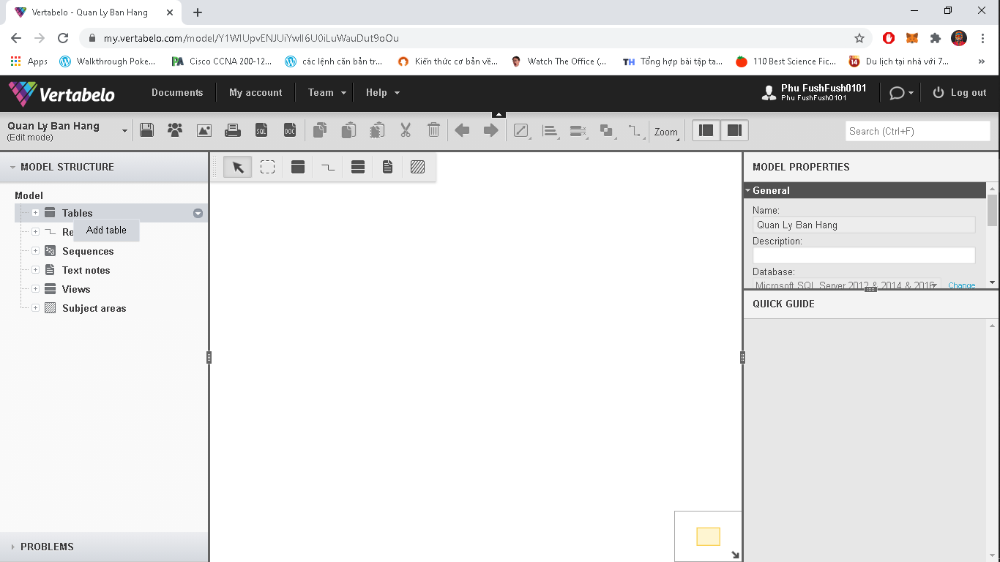 Vertabelo - Quan Ly Ban Hang
my.vertabelo.com/model/Y1WIUpvENJUiYwIl6U0iLuWauDut9oOu
Apps Walkthrough Poke... Cisco CCNA 200-12... các lệnh căn bản tr... Kiến thức cơ bản về... Watch The Office (... Tổng hợp bài tập ta... 110 Best Science Fic... Du lịch tại nhà với 7... »
Vertabelo Documents My account Team Help Phu FushFush0101 Log out
Phu FushFush0101
Quan Ly Ban Hang
(Edit mode)
SQL DOC Zoom Search (Ctrl+F)
MODEL STRUCTURE
Model
Tables
Add table
Re
Sequences
Text notes
Views
Subject areas
PROBLEMS
MODEL PROPERTIES
General
Name:
Quan Ly Ban Hang
Description:
Database:
Microsoft SQL Server 2012 & 2014 & 2016 Change
QUICK GUIDE